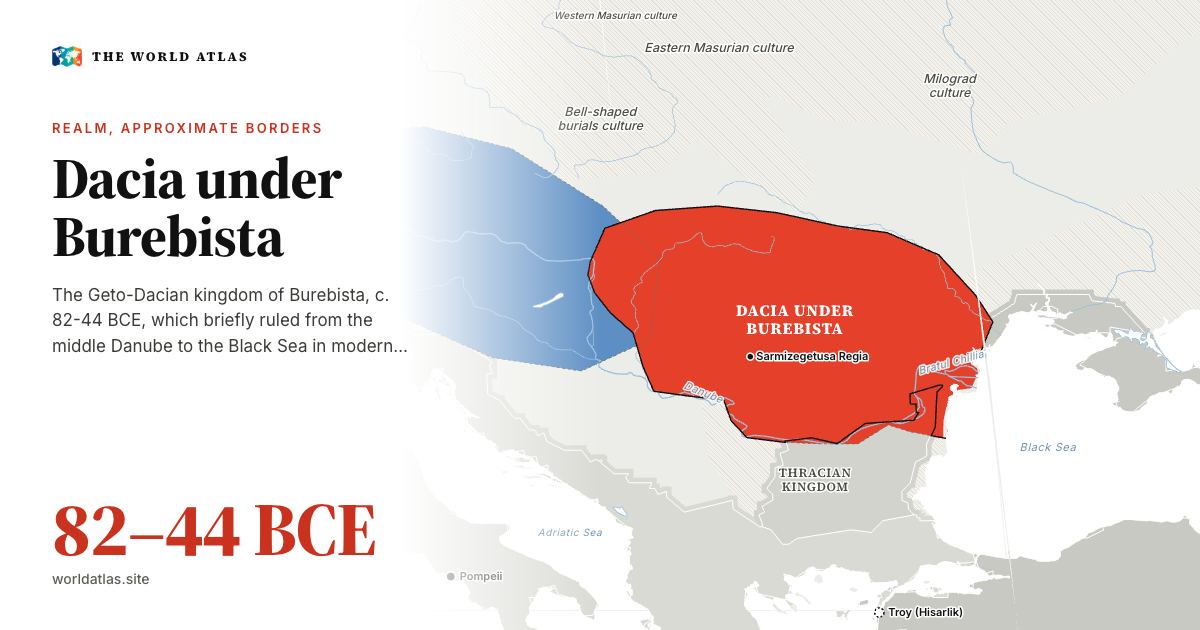 THE WORLD ATLAS
REALM, APPROXIMATE BORDERS
Dacia under
Burebista
The Geto-Dacian kingdom of Burebista, c.
82-44 BCE, which briefly ruled from the
middle Danube to the Black Sea in modern…
82–44 BCE
worldatlas.site
Western Masurian culture
Eastern Masurian culture
Milograd
culture
Bell-shaped
burials culture
DACIA UNDER
BUREBISTA
Sarmizegetusa Regia
Bratul Chillia
Danube
Black Sea
THRACIAN
KINGDOM
Adriatic Sea
Pompeii
Troy (Hisarlik)